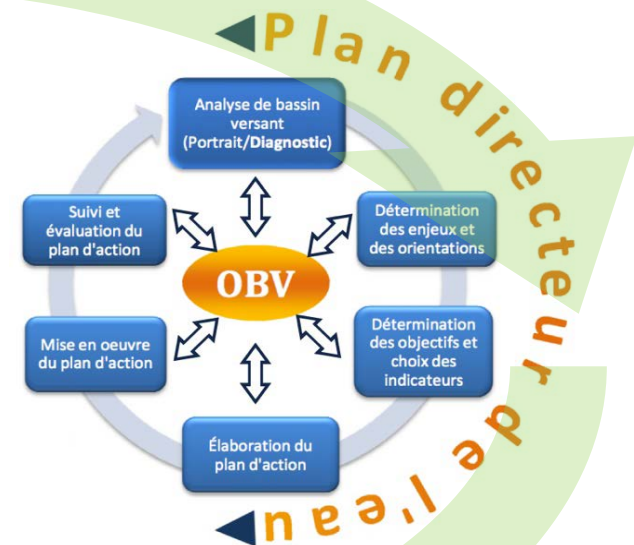 Plan directeur de l'eau
Analyse de bassin
versant
(Portrait/Diagnostic)
Détermination
des enjeux et
des orientations
Détermination
des objectifs et
choix des
indicateurs
Élaboration du
plan d'action
Mise en oeuvre
du plan d'action
Suivi et
évaluation du
plan d'action
OBV